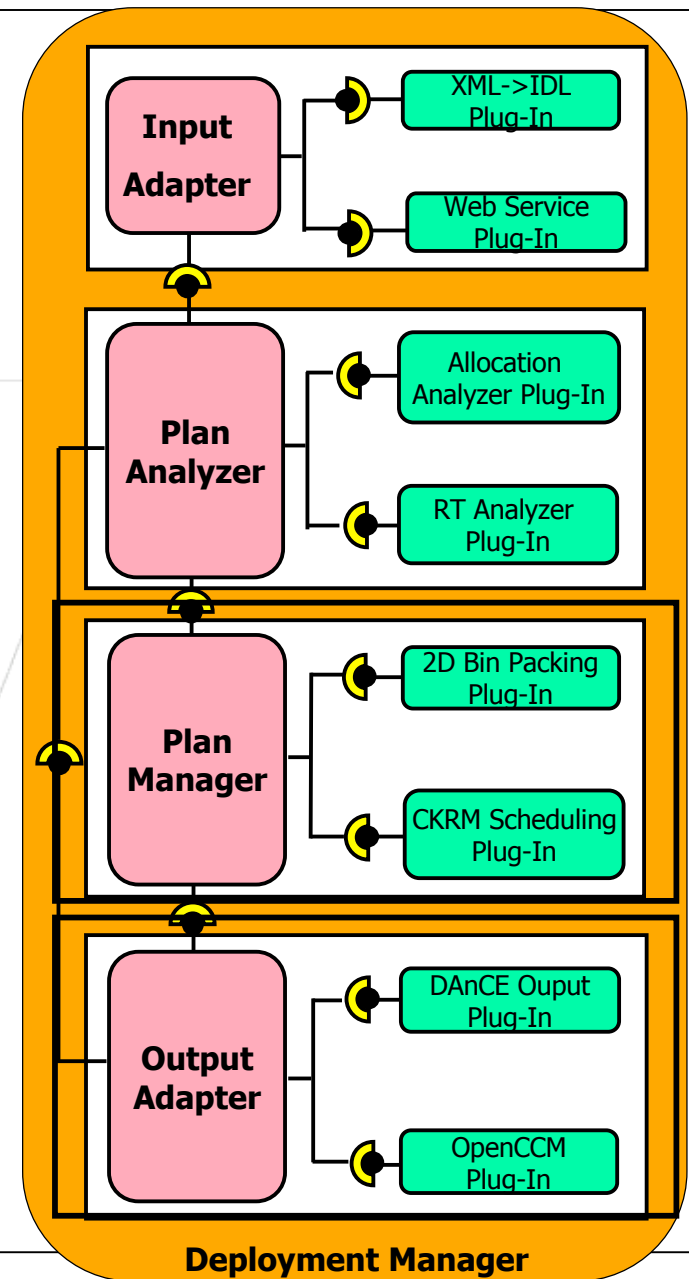 Input
Adapter
XML->IDL
Plug-In
Web Service
Plug-In
Plan
Analyzer
Allocation
Analyzer Plug-In
RT Analyzer
Plug-In
Plan
Manager
2D Bin Packing
Plug-In
CKRM Scheduling
Plug-In
Output
Adapter
DAnCE Ouput
Plug-In
OpenCCM
Plug-In
Deployment Manager